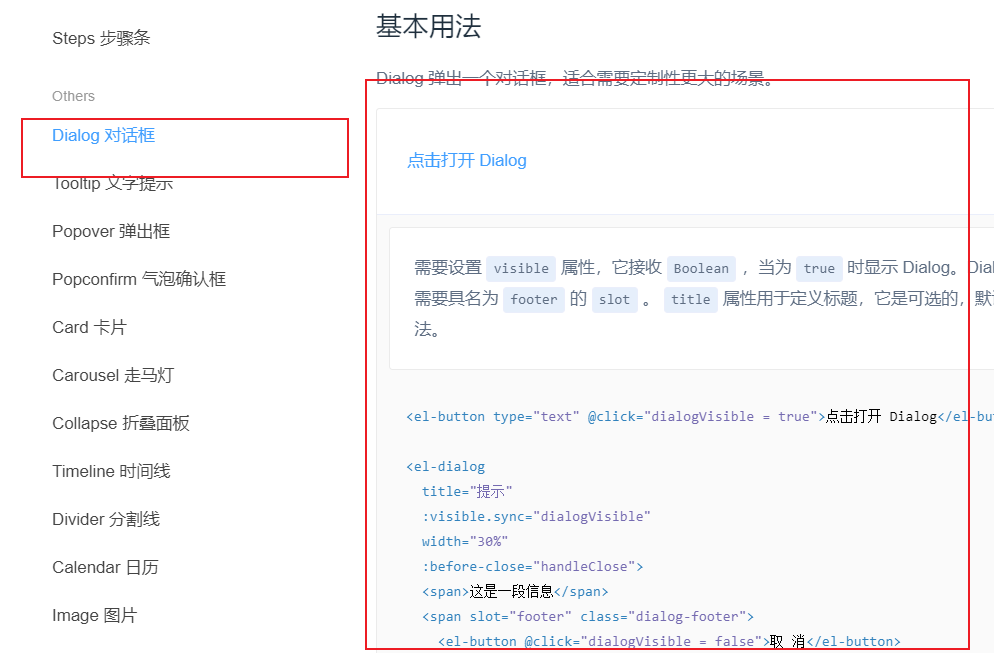 Steps 步骤条
Others
Dialog 对话框
Tooltip 文字提示
Popover 弹出框
Popconfirm 气泡确认框
Card 卡片
Carousel 走马灯
Collapse 折叠面板
Timeline 时间线
Divider 分割线
Calendar 日历
Image 图片
基本用法
Dialog 弹出一个对话框，适合需要定制性更大的场景。
点击打开 Dialog
需要设置 visible 属性，它接收 Boolean ，当为 true 时显示 Dialog。Dial
需要具名为 footer 的 slot 。 title 属性用于定义标题，它是可选的，默
法。
<el-button type="text" @click="dialogVisible = true">点击打开 Dialog</el-but
<el-dialog
title="提示"
:visible.sync="dialogVisible"
width="30%"
:before-close="handleClose">
<span>这是一段信息</span>
<span slot="footer" class="dialog-footer">
<el-button @click="dialogVisible = false">取 消</el-button>